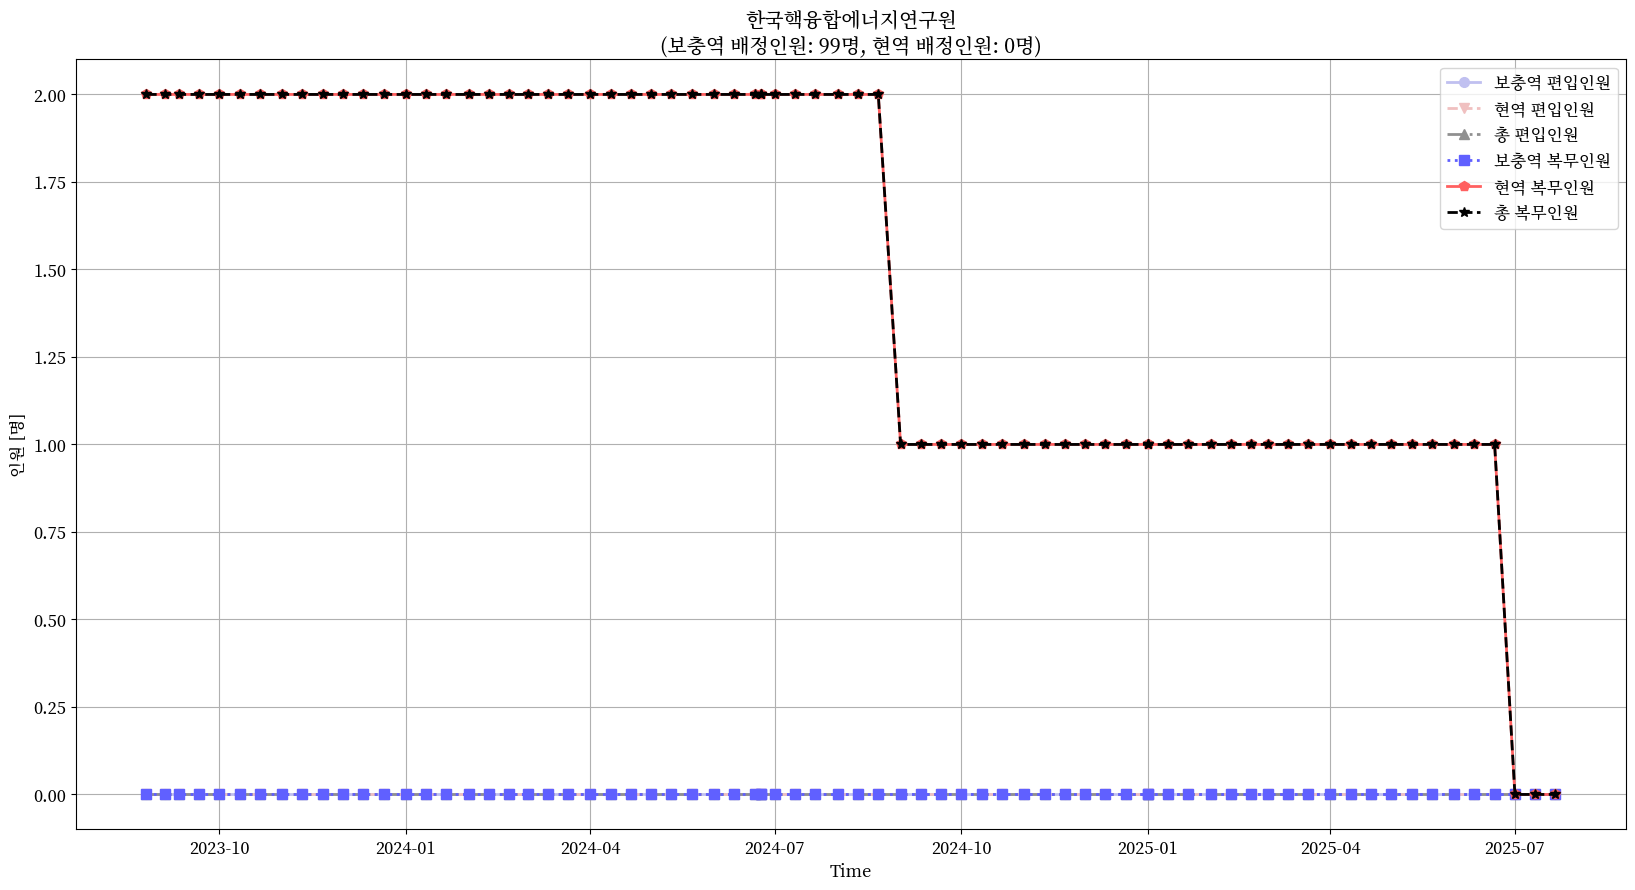 한국핵융합에너지연구원
(보충역 배정인원: 99명, 현역 배정인원: 0명)
2.00
1.75
1.50
1.25
1.00
0.75
0.50
0.25
0.00
인원 [명]
보충역 편입인원
현역 편입인원
총 편입인원
보충역 복무인원
현역 복무인원
총 복무인원
2023-10
2024-01
2024-04
2024-07
2024-10
2025-01
2025-04
2025-07
Time